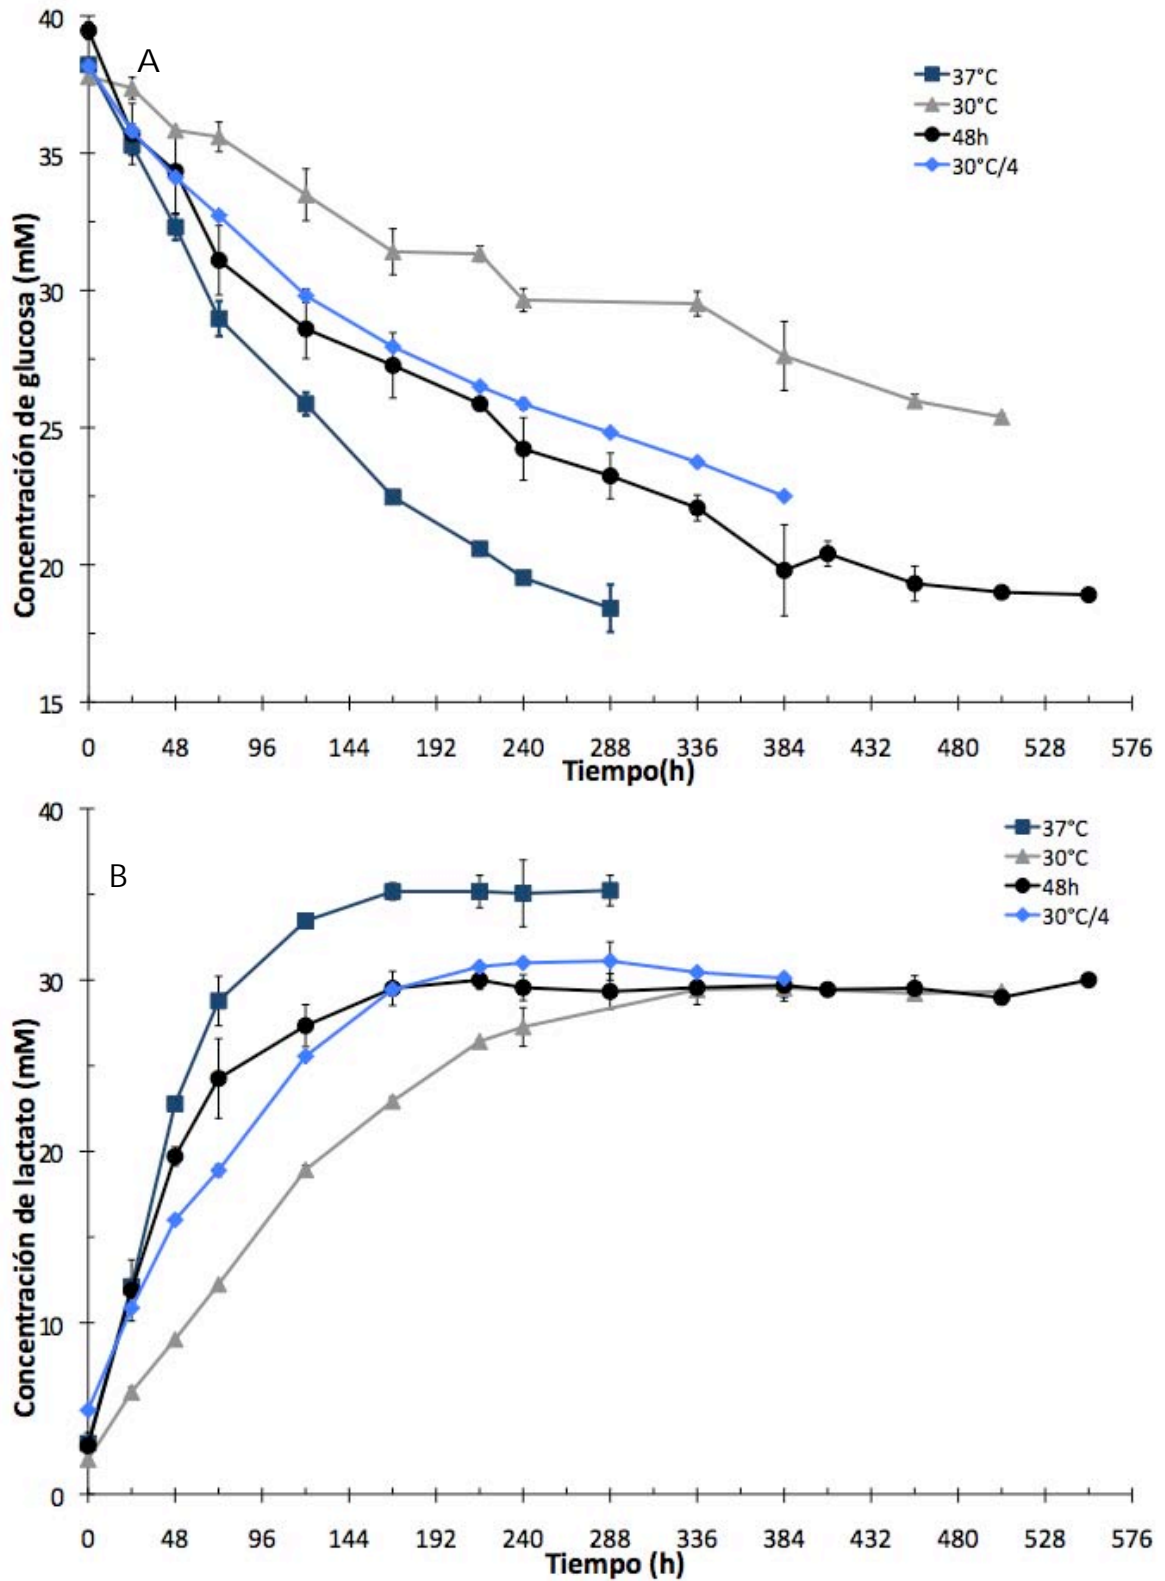 A
37°C
30°C
48h
30°C/4
Concentración de glucosa (mM)
40
35
30
25
20
15
0 48 96 144 192 240 288 336 384 432 480 528 576
Tiempo(h)
B
37°C
30°C
48h
30°C/4
Concentración de lactato (mM)
40
30
20
10
0
0 48 96 144 192 240 288 336 384 432 480 528 576
Tiempo (h)